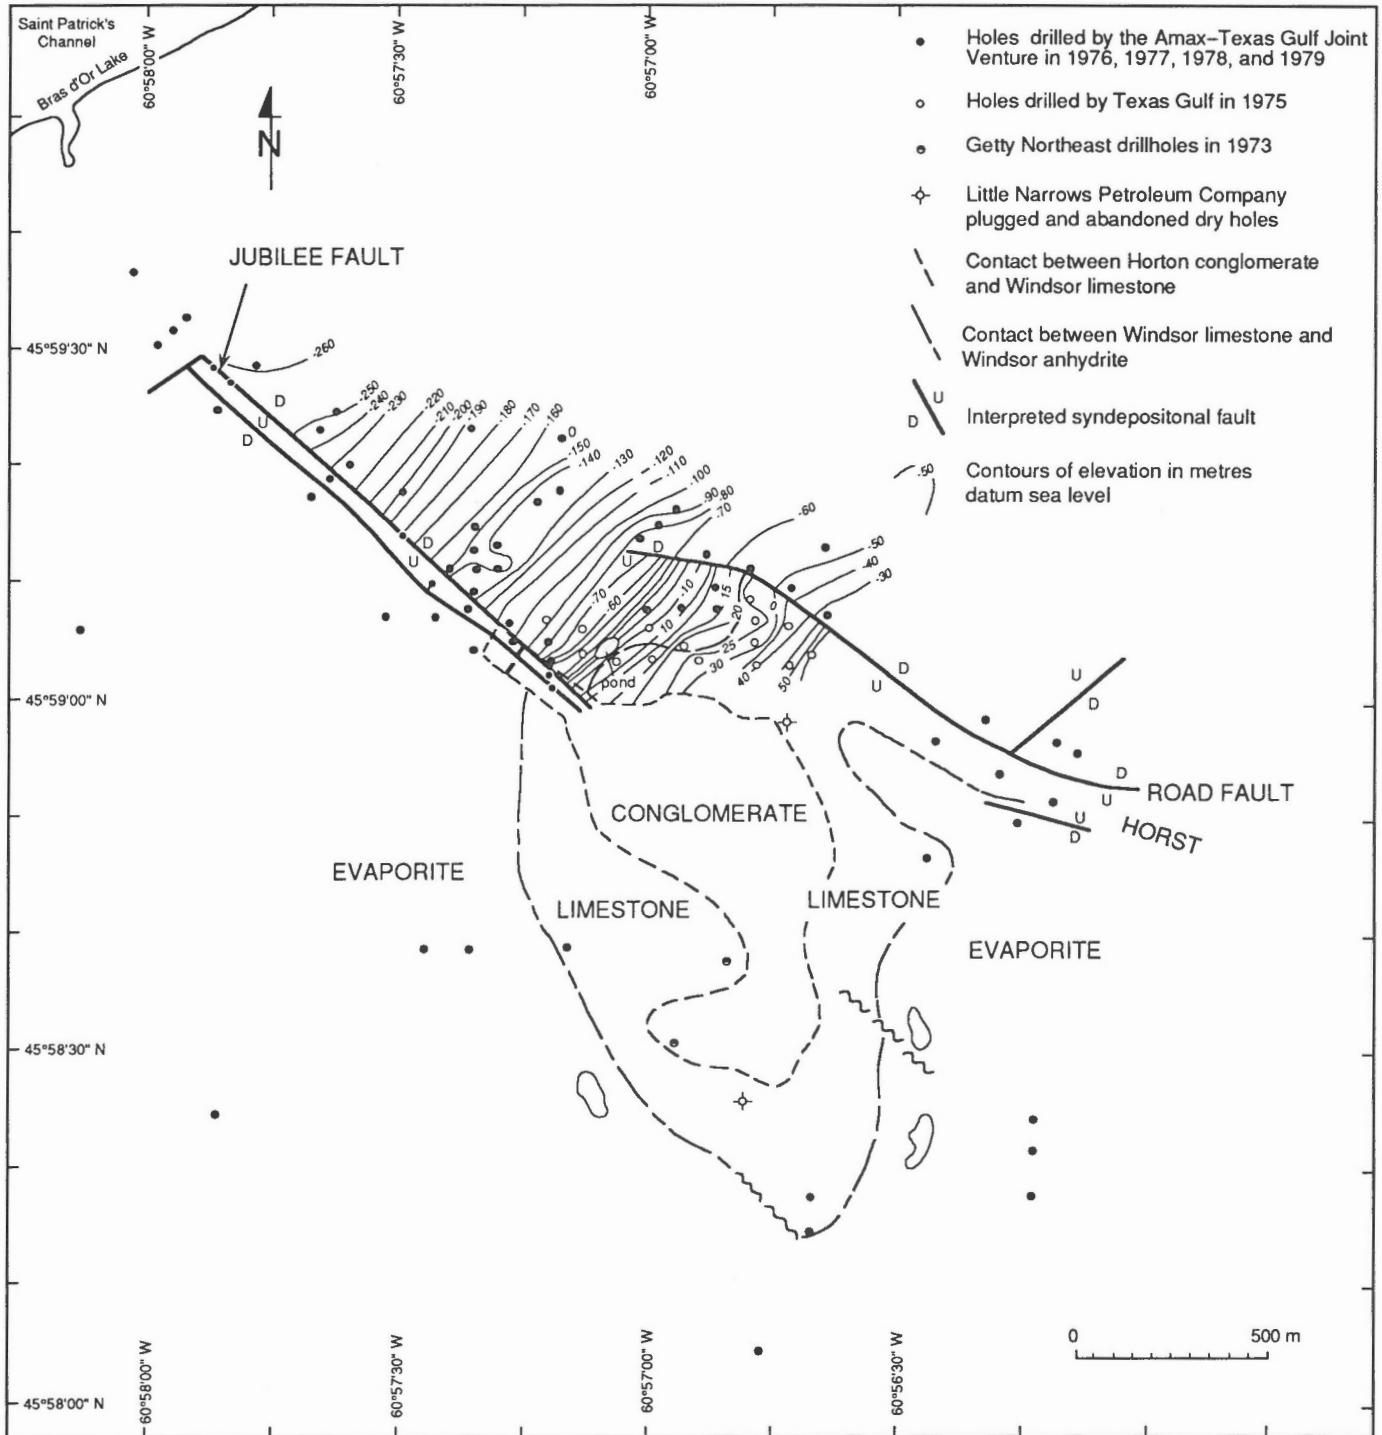 Saint Patrick's
Channel
Bras d'Or Lake
60°58'00" W
60°57'30" W
60°57'00" W
N
Holes drilled by the Amax–Texas Gulf Joint
Venture in 1976, 1977, 1978, and 1979
Holes drilled by Texas Gulf in 1975
Getty Northeast drillholes in 1973
Little Narrows Petroleum Company
plugged and abandoned dry holes
Contact between Horton conglomerate
and Windsor limestone
Contact between Windsor limestone and
Windsor anhydrite
U
D
Interpreted syndepositonal fault
-50
Contours of elevation in metres
datum sea level
JUBILEE FAULT
45°59'30" N
-260
-250
-240
-230
-220
-210
-200
-190
-180
-170
-160
0
-150
-140
-130
-120
-110
-100
-90
-80
-70
-60
-50
-40
-30
D
U
D
D
U
U
D
-70
-60
-10
10
15
20
0
25
30
40
50
pond
45°59'00" N
D
U
U
D
D
U
ROAD FAULT
U
D
HORST
CONGLOMERATE
EVAPORITE
LIMESTONE
LIMESTONE
EVAPORITE
45°58'30" N
0 500 m
45°58'00" N
60°58'00" W
60°57'30" W
60°57'00" W
60°56'30" W